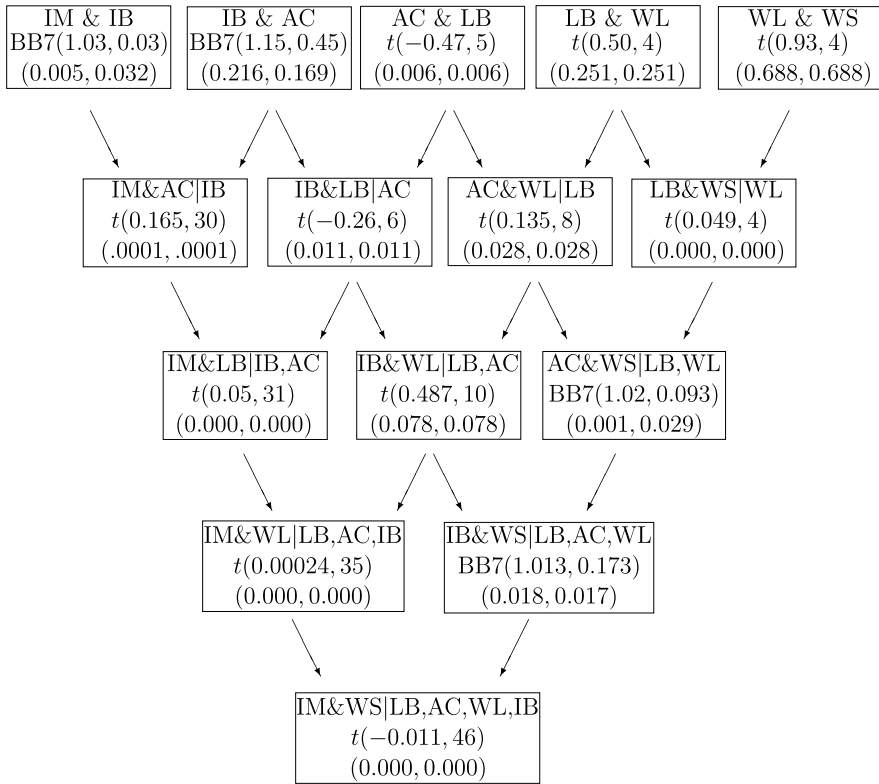 IM & IB
BB7(1.03, 0.03)
(0.005, 0.032)
IB & AC
BB7(1.15, 0.45)
(0.216, 0.169)
AC & LB
t(−0.47, 5)
(0.006, 0.006)
LB & WL
t(0.50, 4)
(0.251, 0.251)
WL & WS
t(0.93, 4)
(0.688, 0.688)
IM&AC|IB
t(0.165, 30)
(.0001, .0001)
IB&LB|AC
t(−0.26, 6)
(0.011, 0.011)
AC&WL|LB
t(0.135, 8)
(0.028, 0.028)
LB&WS|WL
t(0.049, 4)
(0.000, 0.000)
IM&LB|IB,AC
t(0.05, 31)
(0.000, 0.000)
IB&WL|LB,AC
t(0.487, 10)
(0.078, 0.078)
AC&WS|LB,WL
BB7(1.02, 0.093)
(0.001, 0.029)
IM&WL|LB,AC,IB
t(0.00024, 35)
(0.000, 0.000)
IB&WS|LB,AC,WL
BB7(1.013, 0.173)
(0.018, 0.017)
IM&WS|LB,AC,WL,IB
t(−0.011, 46)
(0.000, 0.000)